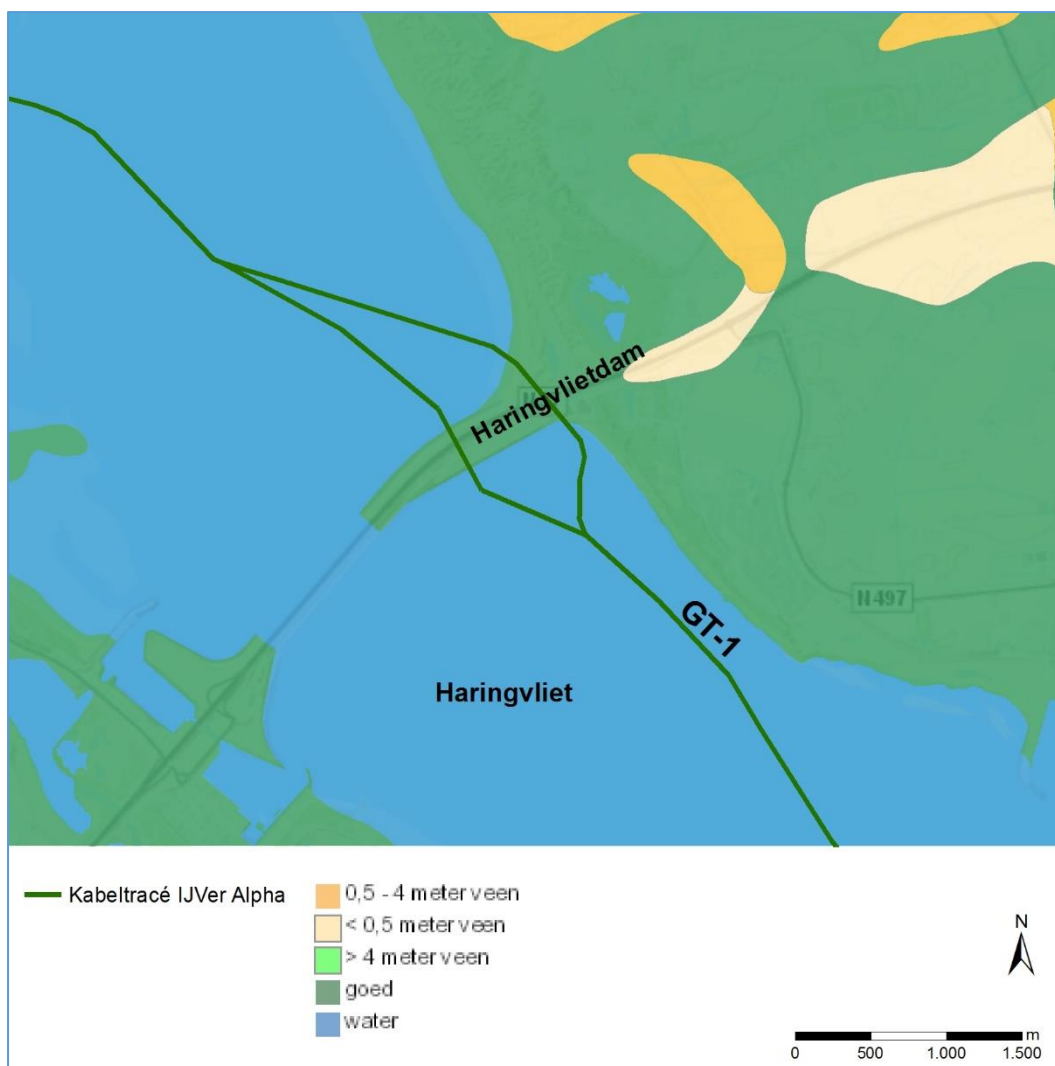 Haringvlietdam
GT-1
N497
Haringvliet
Kabeltracé IJVer Alpha
0,5 - 4 meter veen
< 0,5 meter veen
> 4 meter veen
goed
water
N
m
0 500 1.000 1.500